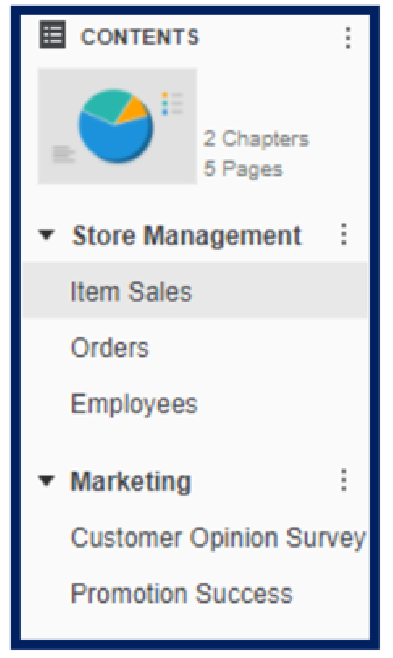 CONTENTS
2 Chapters
5 Pages
Store Management
Item Sales
Orders
Employees
Marketing
Customer Opinion Survey
Promotion Success